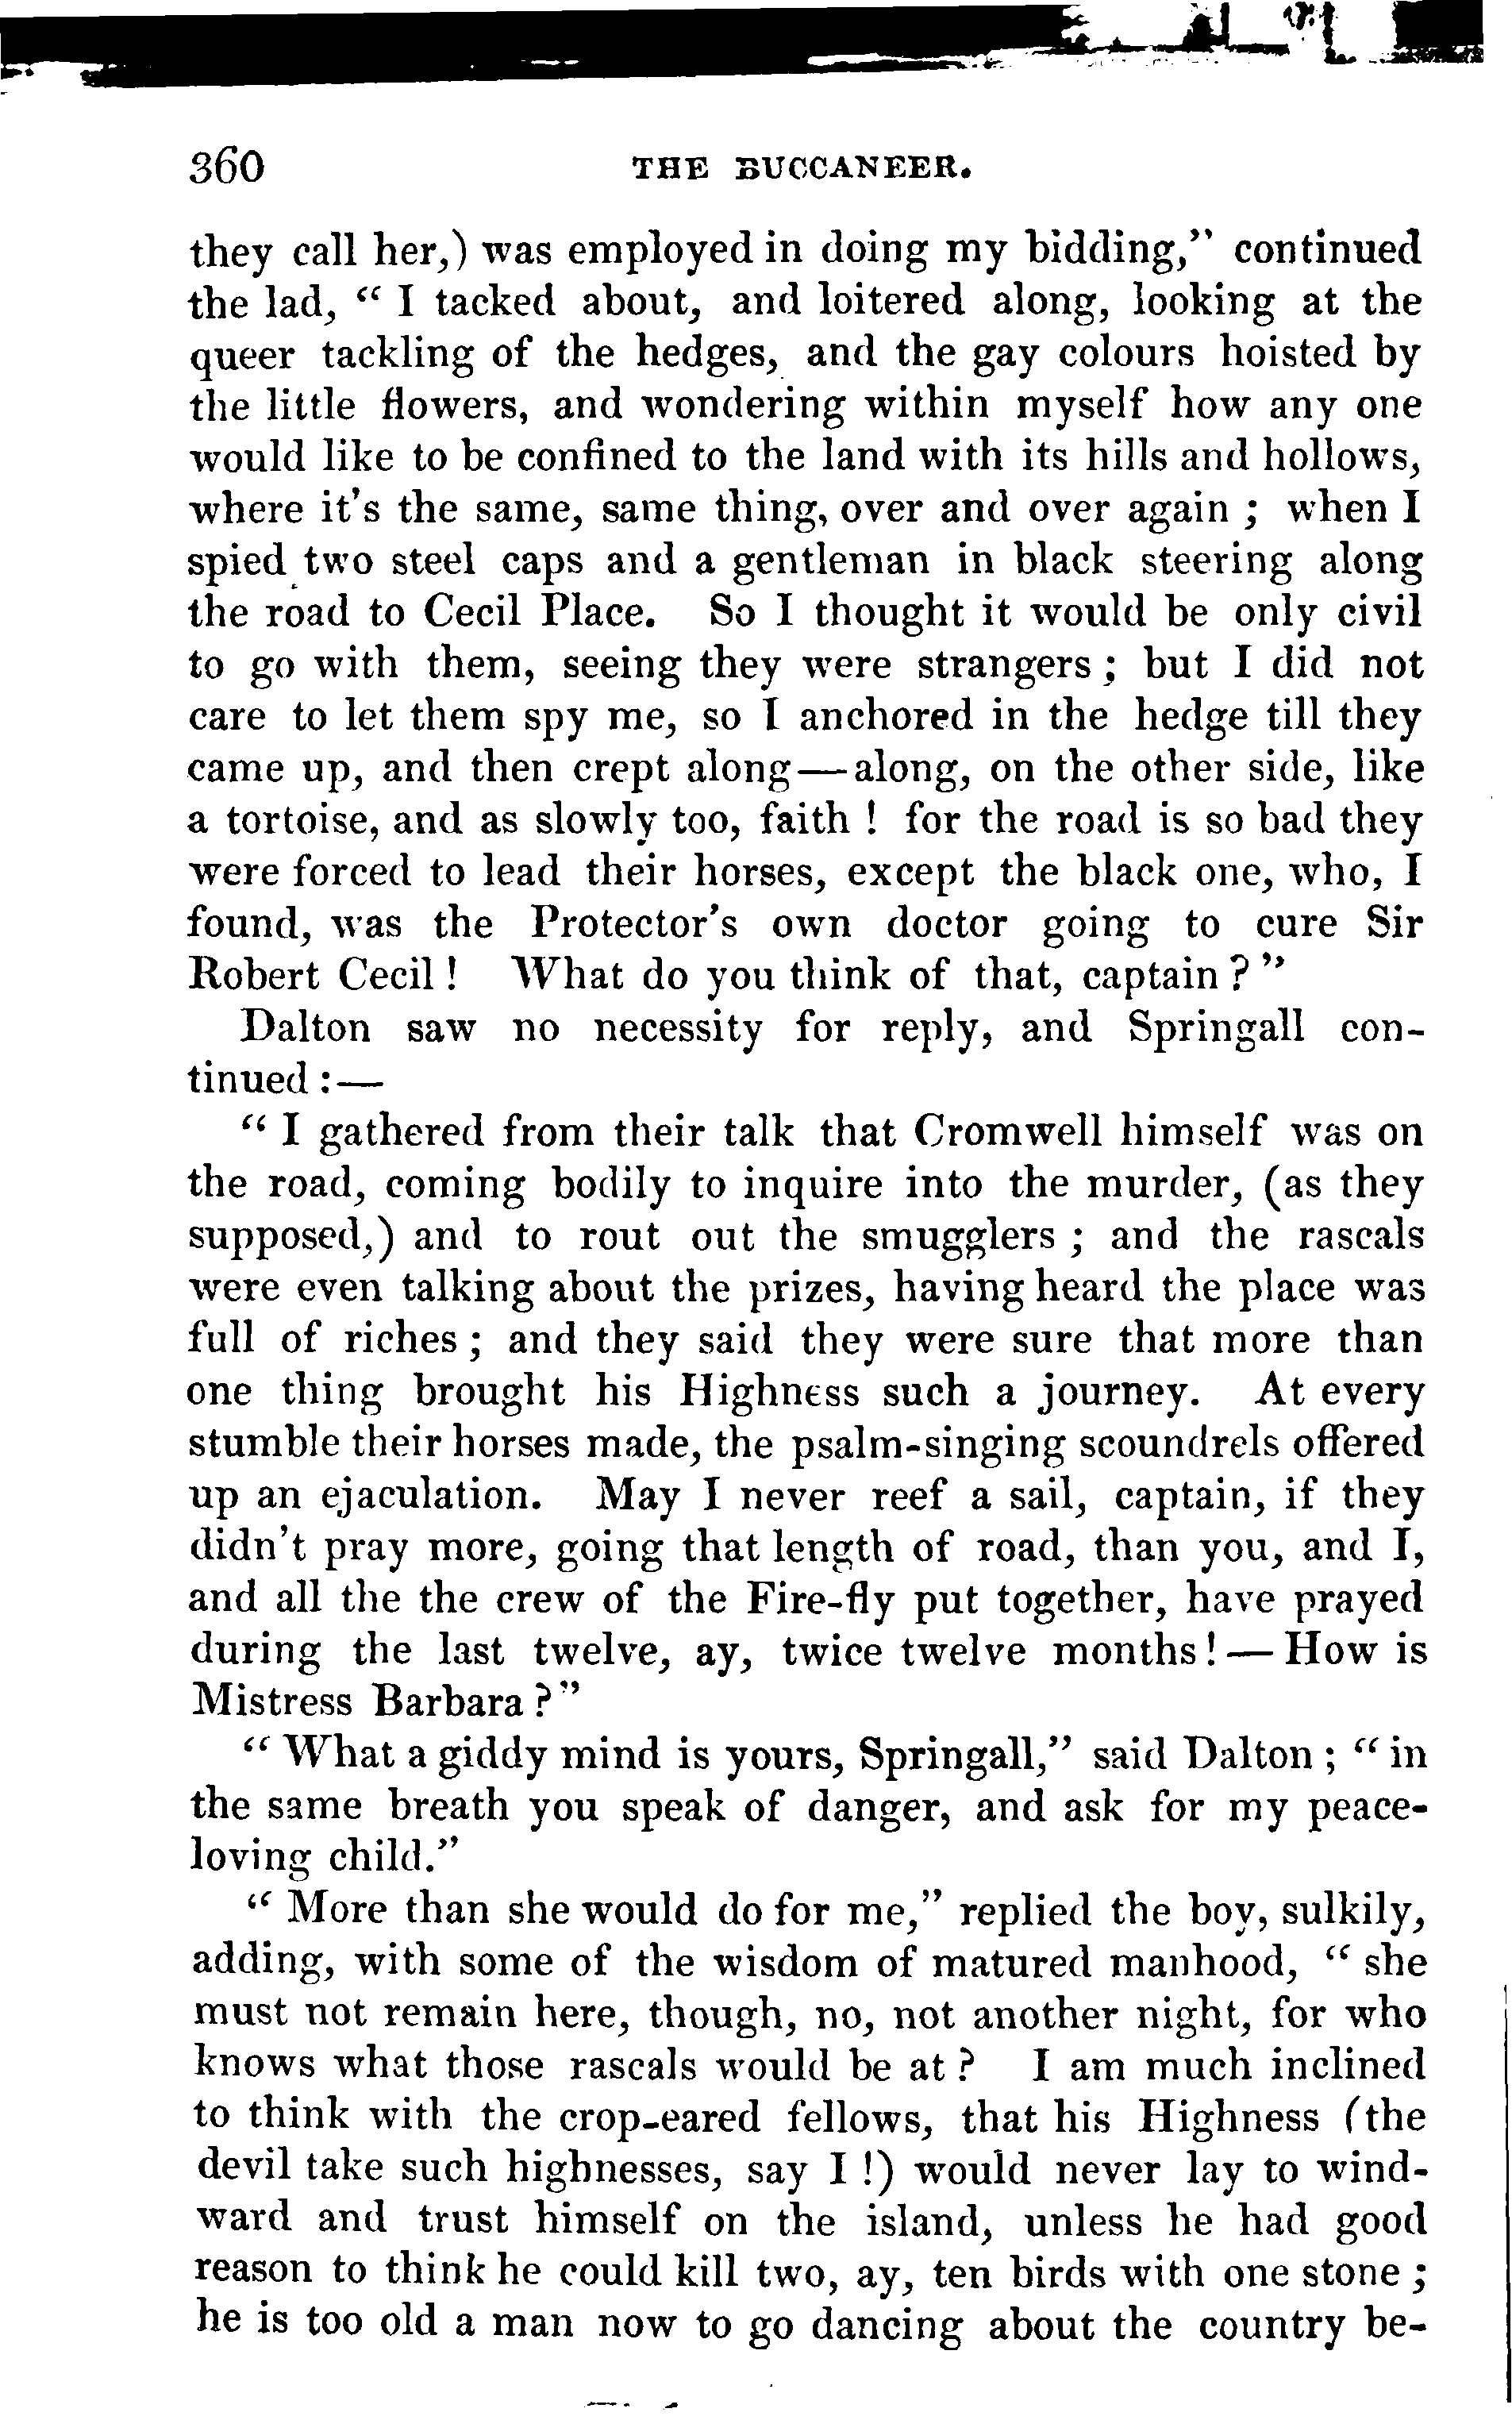 360 THE BUCCANEER.
they call her,) was employed in doing my bidding," continued
the lad, " I tacked about, and loitered along, looking at the
queer tackling of the hedges, and the gay colours hoisted by
the little flowers, and wondering within myself how any one
would like to be confined to the land with its hills and hollows,
where it's the same, same thing, over and over again ; when I
spied two steel caps and a gentleman in black steering along
the road to Cecil Place. So I thought it would be only civil
to go with them, seeing they were strangers ; but I did not
care to let them spy me, so I anchored in the hedge till they
came up, and then crept along—along, on the other side, like
a tortoise, and as slowly too, faith ! for the road is so bad they
were forced to lead their horses, except the black one, who, I
found, was the Protector's own doctor going to cure Sir
Robert Cecil ! What do you think of that, captain ? "
Dalton saw no necessity for reply, and Springall con-
tinued :—
" I gathered from their talk that Cromwell himself was on
the road, coming bodily to inquire into the murder, (as they
supposed,) and to rout out the smugglers ; and the rascals
were even talking about the prizes, having heard the place was
full of riches ; and they said they were sure that more than
one thing brought his Highness such a journey. At every
stumble their horses made, the psalm-singing scoundrels offered
up an ejaculation. May I never reef a sail, captain, if they
didn't pray more, going that length of road, than you, and I,
and all the the crew of the Fire-fly put together, have prayed
during the last twelve, ay, twice twelve months ! — How is
Mistress Barbara ? "
" What a giddy mind is yours, Springall," said Dalton ; " in
the same breath you speak of danger, and ask for my peace-
loving child."
" More than she would do for me," replied the boy, sulkily,
adding, with some of the wisdom of matured manhood, " she
must not remain here, though, no, not another night, for who
knows what those rascals would be at ? I am much inclined
to think with the crop-eared fellows, that his Highness (the
devil take such highnesses, say I !) would never lay to wind-
ward and trust himself on the island, unless he had good
reason to think he could kill two, ay, ten birds with one stone ;
he is too old a man now to go dancing about the country be-